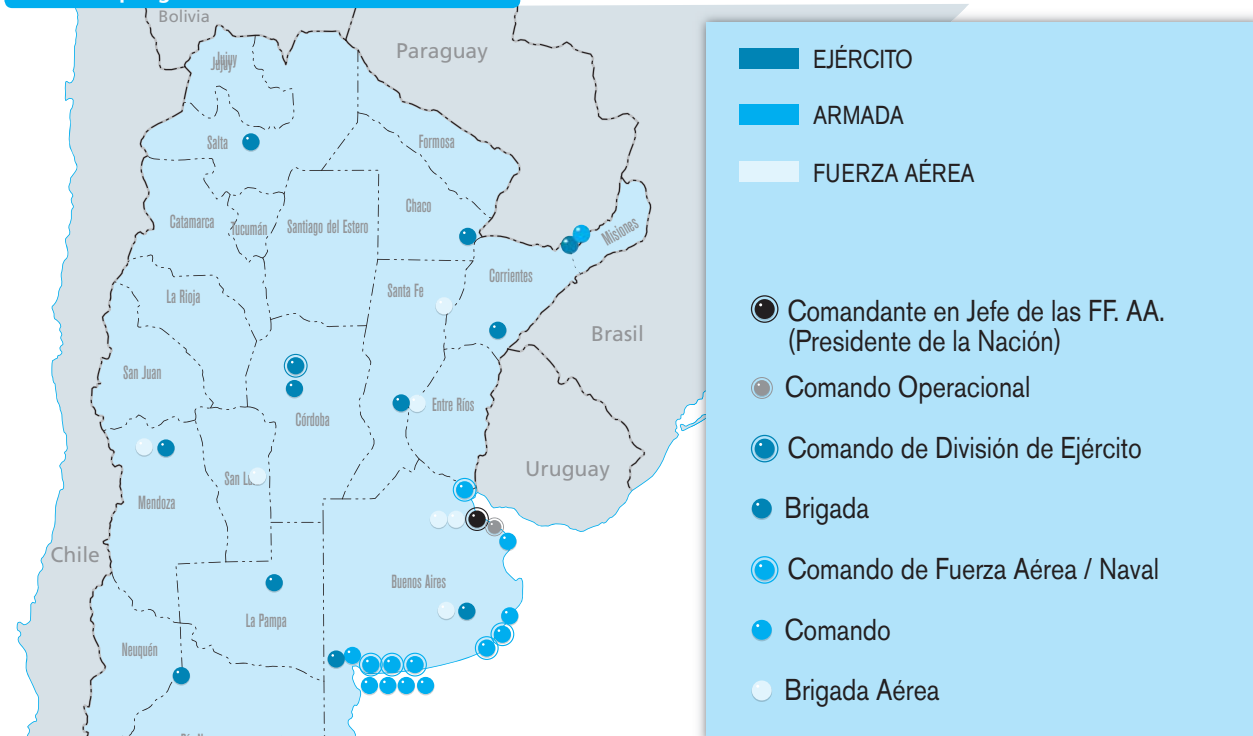 Bolivia
Paraguay
Jujuy
Salta
Formosa
Chaco
Catamarca
Tucumán
Santiago del Estero
Misiones
Corrientes
La Rioja
Santa Fe
Brasil
San Juan
Córdoba
Entre Ríos
Uruguay
Mendoza
Chile
Buenos Aires
La Pampa
Neuquén
EJÉRCITO
ARMADA
FUERZA AÉREA
Comandante en Jefe de las FF. AA.
(Presidente de la Nación)
Comando Operacional
Comando de División de Ejército
Brigada
Comando de Fuerza Aérea / Naval
Comando
Brigada Aérea